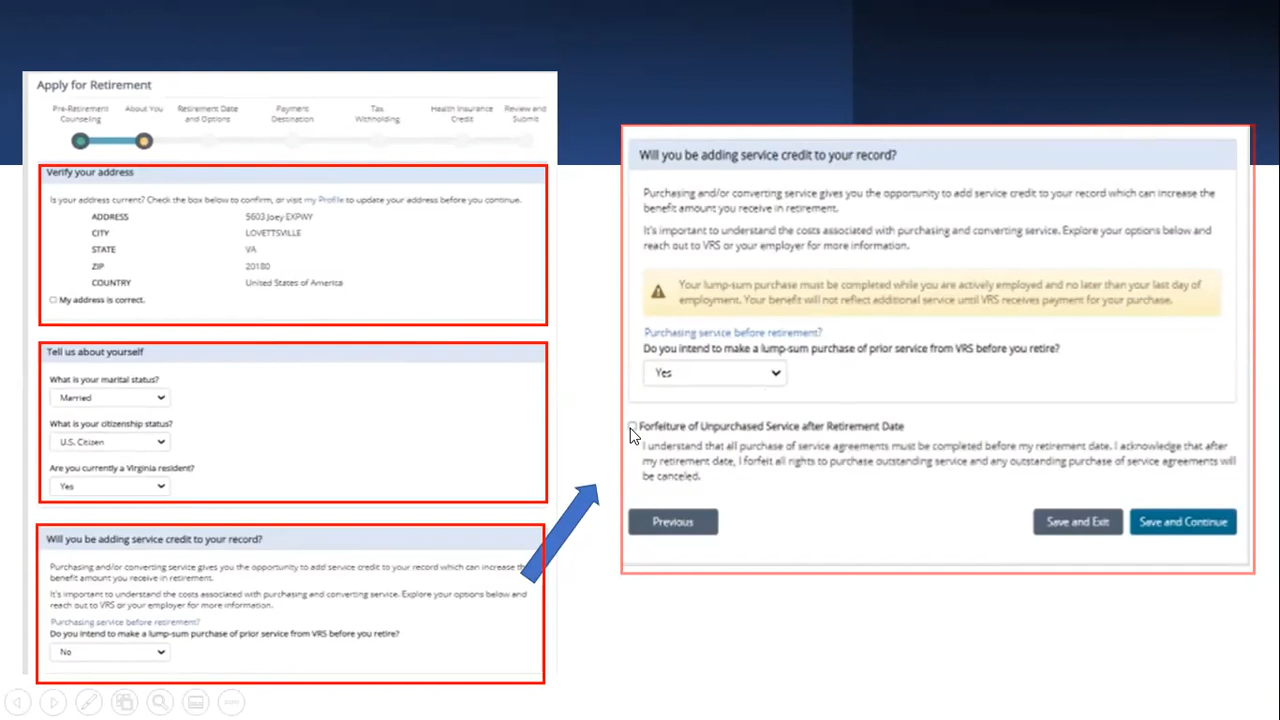 Apply for Retirement
Pre-Retirement Counseling
About You
Retirement Date and Options
Payment Destination
Tax Withholding
Health Insurance Credit
Review and Submit
Verify your address
Is your address current? Check the box below to confirm, or visit my Profile to update your address before you continue.
ADDRESS 5603 Joey EXPWY
CITY LOVETTSVILLE
STATE VA
ZIP 20180
COUNTRY United States of America
My address is correct.
Tell us about yourself
What is your marital status?
Married
What is your citizenship status?
U.S. Citizen
Are you currently a Virginia resident?
Yes
Will you be adding service credit to your record?
Purchasing and/or converting service gives you the opportunity to add service credit to your record which can increase the
benefit amount you receive in retirement.
It's important to understand the costs associated with purchasing and converting service. Explore your options below and
reach out to VRS or your employer for more information.
Purchasing service before retirement?
Do you intend to make a lump-sum purchase of prior service from VRS before you retire?
No
Will you be adding service credit to your record?
Purchasing and/or converting service gives you the opportunity to add service credit to your record which can increase the
benefit amount you receive in retirement.
It's important to understand the costs associated with purchasing and converting service. Explore your options below and
reach out to VRS or your employer for more information.
Your lump-sum purchase must be completed while you are actively employed and no later than your last day of
employment. Your benefit will not reflect additional service until VRS receives payment for your purchase.
Purchasing service before retirement?
Do you intend to make a lump-sum purchase of prior service from VRS before you retire?
Yes
Forfeiture of Unpurchased Service after Retirement Date
I understand that all purchase of service agreements must be completed before my retirement date. I acknowledge that after
my retirement date, I forfeit all rights to purchase outstanding service and any outstanding purchase of service agreements will
be canceled.
Previous
Save and Exit
Save and Continue